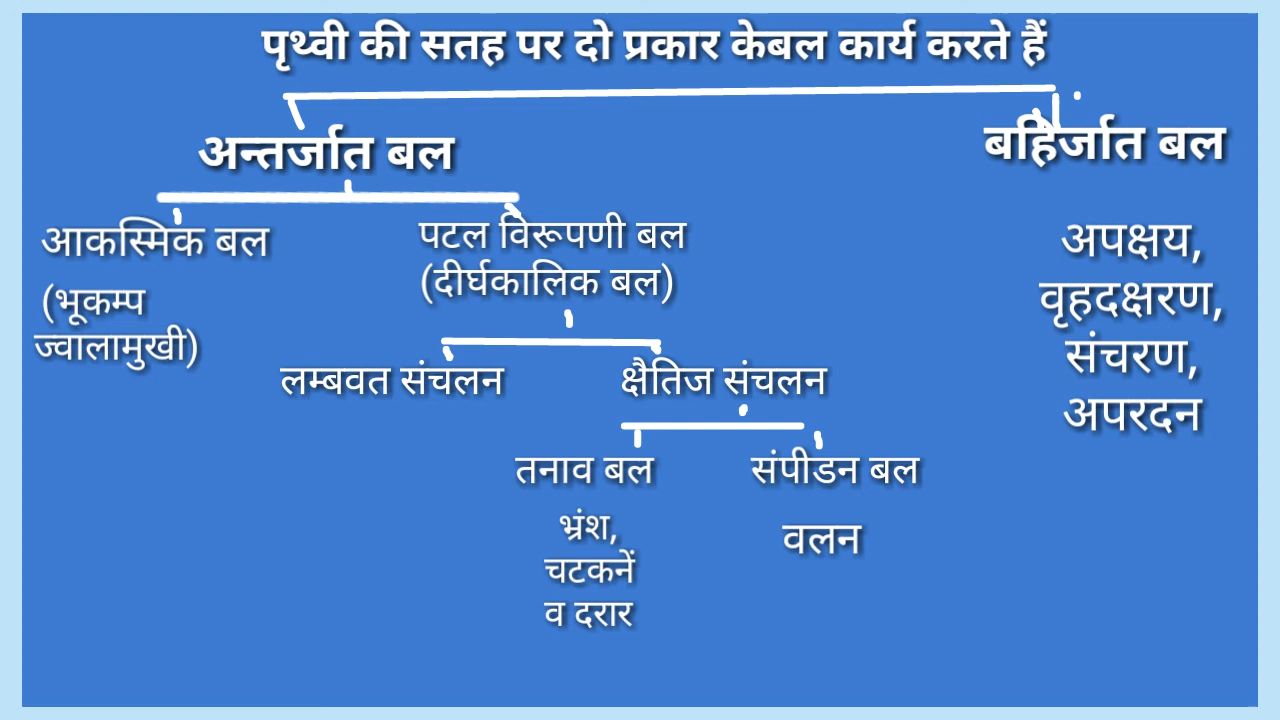 पृथ्वी की सतह पर दो प्रकार केबल कार्य करते हैं
अन्तर्जात बल
बहिर्जात बल
आकस्मिक बल
(भूकम्प
ज्वालामुखी)
पटल विरूपणी बल
(दीर्घकालिक बल)
लम्बवत संचलन
क्षैतिज संचलन
तनाव बल
भ्रंश,
चटकनें
व दरार
संपीडन बल
वलन
अपक्षय,
वृहदक्षरण,
संचरण,
अपरदन